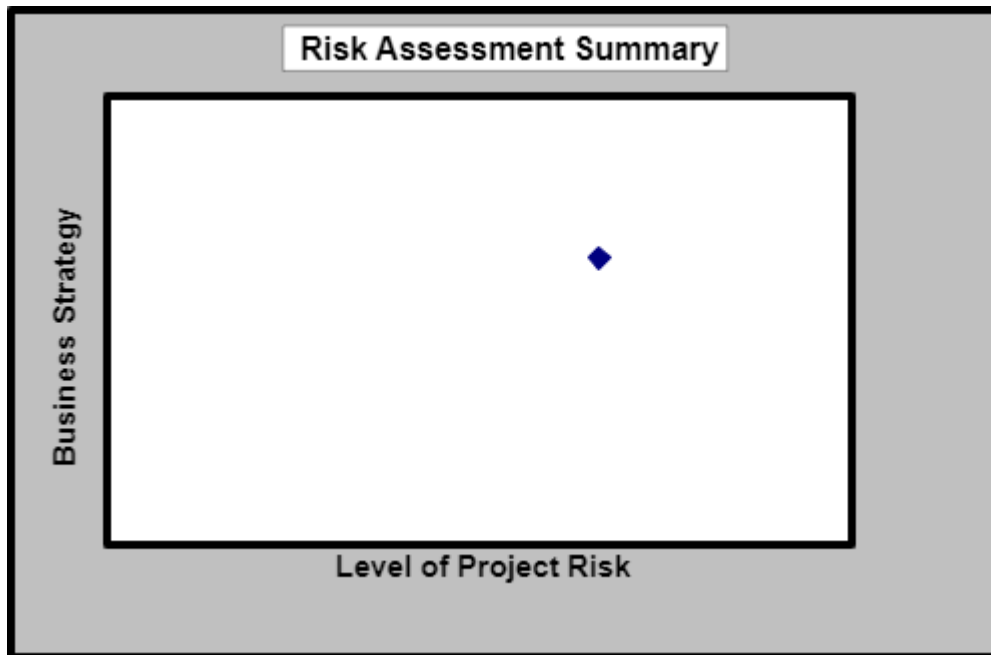 Risk Assessment Summary
Business Strategy
Level of Project Risk